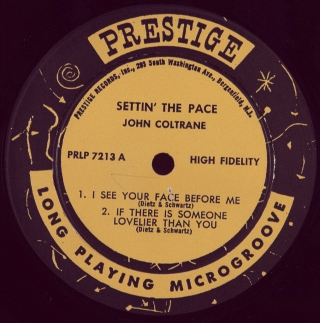 PRESTIGE
PRESTIGE RECORDS, Inc., 203 South Washington Ave., Bergenfield, N.J.
SETTIN' THE PACE
JOHN COLTRANE
PRLP 7213 A
HIGH FIDELITY
1. I SEE YOUR FACE BEFORE ME
(Dietz & Schwartz)
2. IF THERE IS SOMEONE
LOVELIER THAN YOU
(Dietz & Schwartz)
LONG PLAYING MICROGROOVE